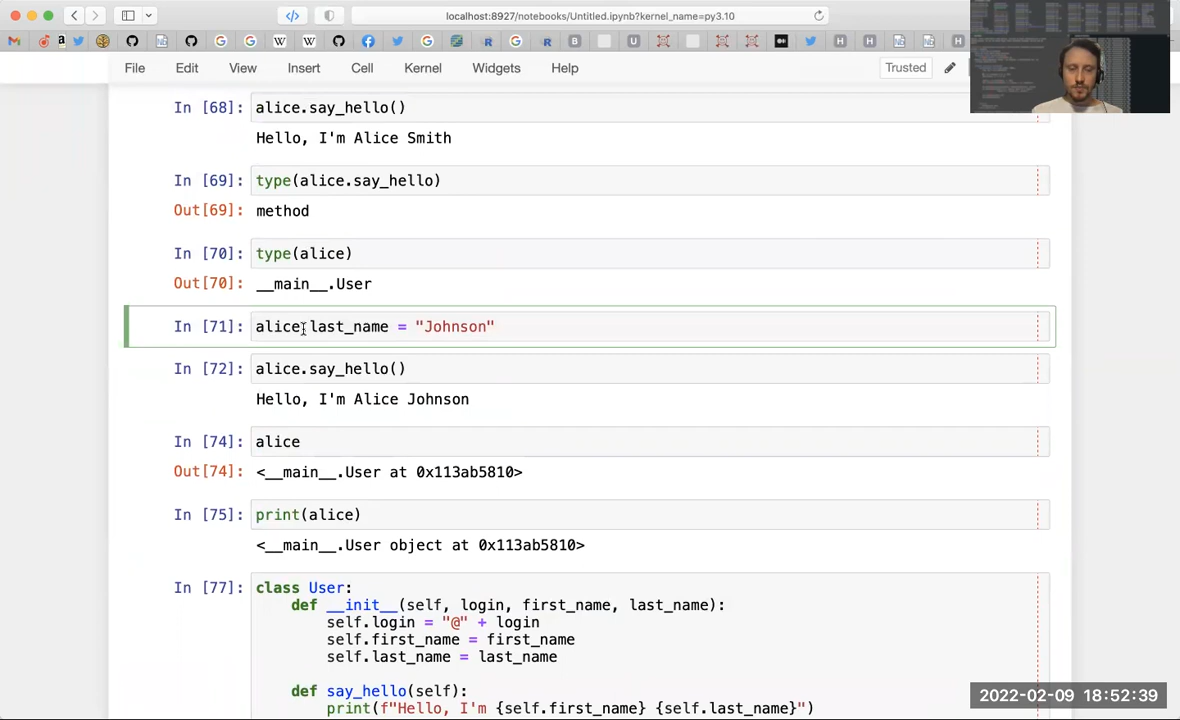 localhost:8927/notebooks/Untitled.ipynb?kernel_name=py3.10
File Edit View Insert Cell Kernel Widgets Help Trusted
In [68]: alice.say_hello()
Hello, I'm Alice Smith
In [69]: type(alice.say_hello)
Out[69]: method
In [70]: type(alice)
Out[70]: __main__.User
In [71]: alice.last_name = "Johnson"
In [72]: alice.say_hello()
Hello, I'm Alice Johnson
In [74]: alice
Out[74]: <__main__.User at 0x113ab5810>
In [75]: print(alice)
<__main__.User object at 0x113ab5810>
In [77]: class User:
def __init__(self, login, first_name, last_name):
self.login = "@" + login
self.first_name = first_name
self.last_name = last_name
def say_hello(self):
print(f"Hello, I'm {self.first_name} {self.last_name}")
2022-02-09 18:52:39